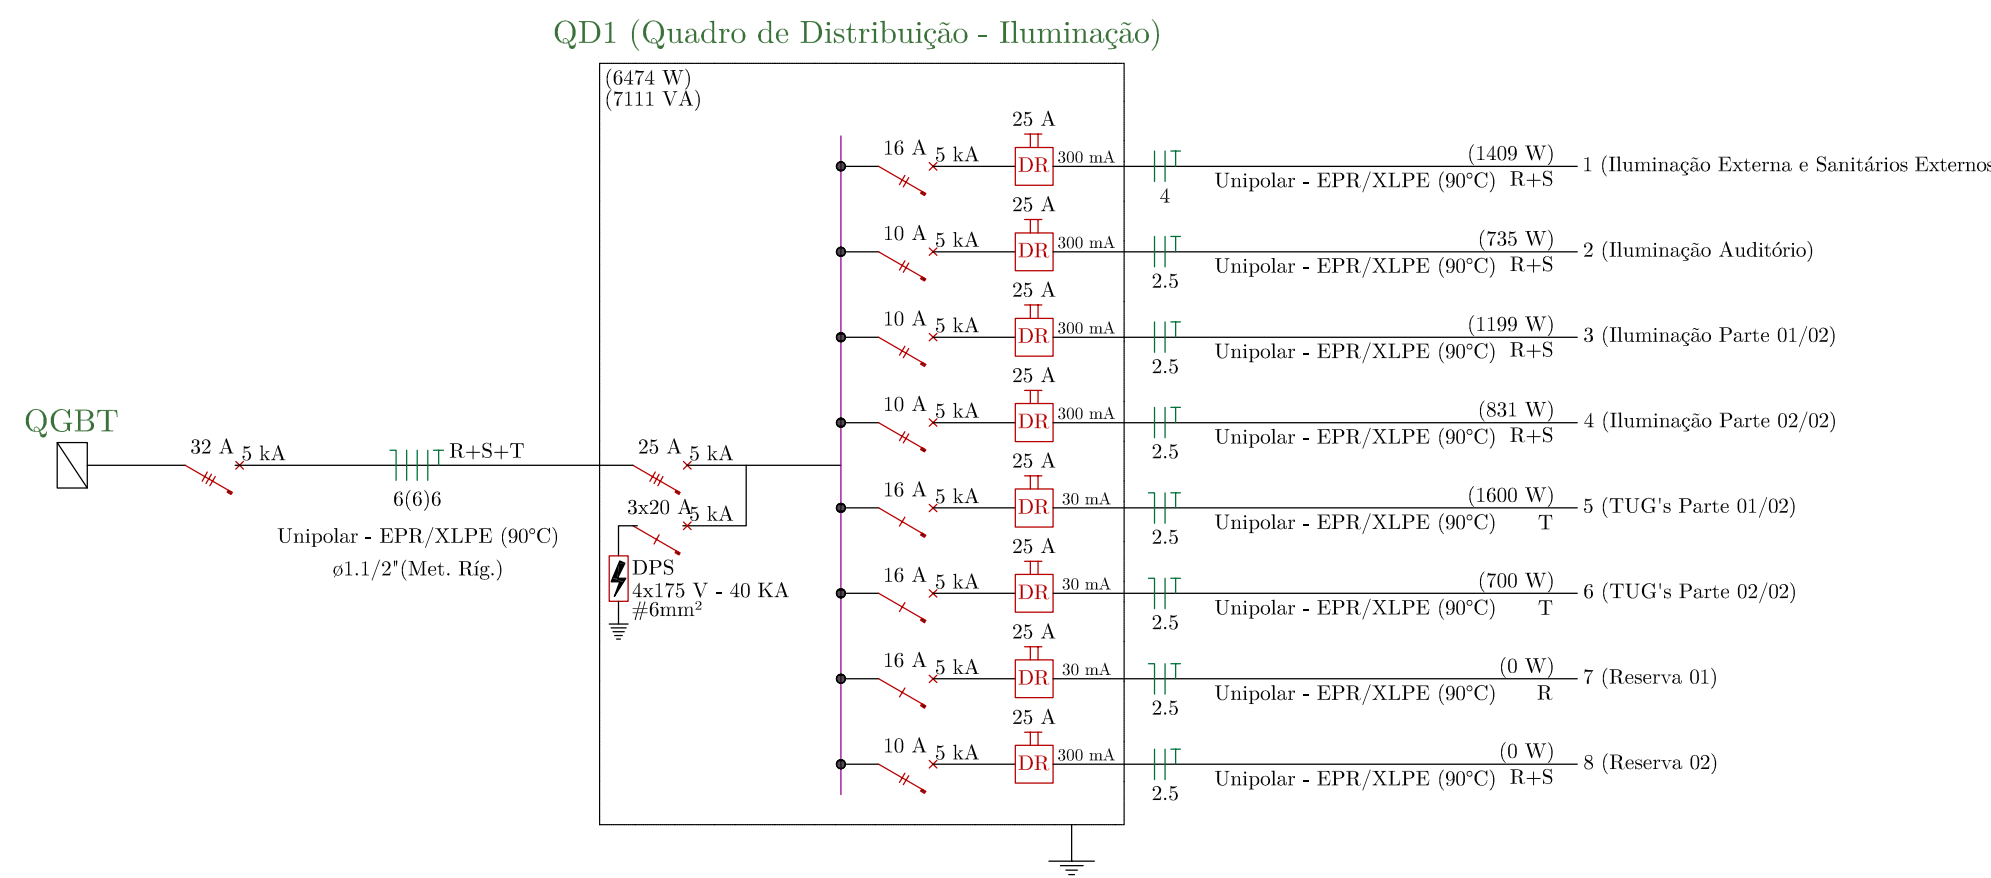 QD1 (Quadro de Distribuição - Iluminação)
(6474 W)
(7111 VA)
QGBT
32 A
5 kA
R+S+T
6(6)6
Unipolar - EPR/XLPE (90°C)
ø1.1/2"(Met. Ríg.)
25 A
5 kA
3x20 A
5 kA
DPS
4x175 V - 40 KA
#6mm²
16 A
5 kA
25 A
DR
300 mA
4
(1409 W)
Unipolar - EPR/XLPE (90°C) R+S
1 (Iluminação Externa e Sanitários Externos
10 A
5 kA
25 A
DR
300 mA
2.5
(735 W)
Unipolar - EPR/XLPE (90°C) R+S
2 (Iluminação Auditório)
10 A
5 kA
25 A
DR
300 mA
2.5
(1199 W)
Unipolar - EPR/XLPE (90°C) R+S
3 (Iluminação Parte 01/02)
10 A
5 kA
25 A
DR
300 mA
2.5
(831 W)
Unipolar - EPR/XLPE (90°C) R+S
4 (Iluminação Parte 02/02)
16 A
5 kA
25 A
DR
30 mA
2.5
(1600 W)
Unipolar - EPR/XLPE (90°C) T
5 (TUG's Parte 01/02)
16 A
5 kA
25 A
DR
30 mA
2.5
(700 W)
Unipolar - EPR/XLPE (90°C) T
6 (TUG's Parte 02/02)
16 A
5 kA
25 A
DR
30 mA
2.5
(0 W)
Unipolar - EPR/XLPE (90°C) R
7 (Reserva 01)
10 A
5 kA
25 A
DR
300 mA
2.5
(0 W)
Unipolar - EPR/XLPE (90°C) R+S
8 (Reserva 02)